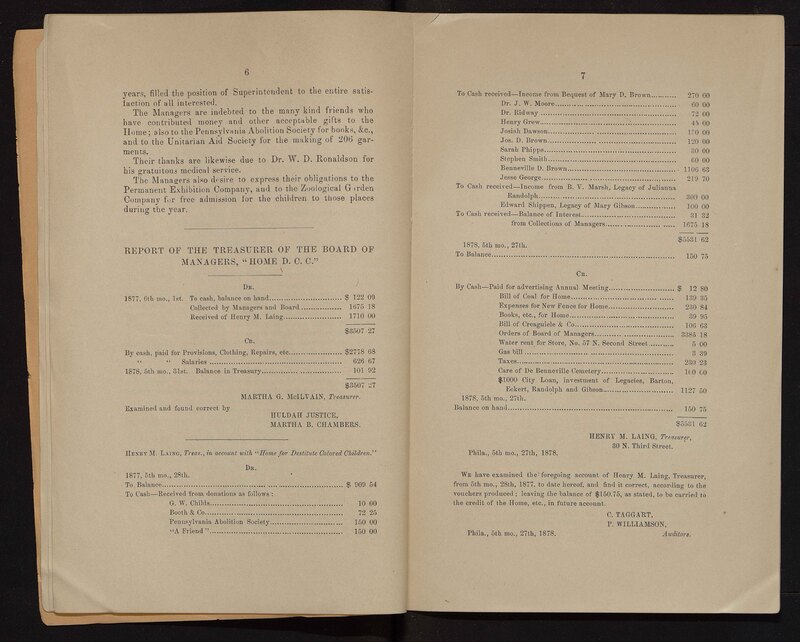 6
years, filled the position of Superintendent to the entire satis-
faction of all interested.
The Managers are indebted to the many kind friends who
have contributed money and other acceptable gifts to the
Home; also to the Pennsylvania Abolition Society for books, &c.,
and to the Unitarian Aid Society for the making of 206 gar-
ments.
Their thanks are likewise due to Dr. W. D. Ronaldson for
his gratuitous medical service.
The Managers also desire to express their obligations to the
Permanent Exhibition Company, and to the Zoological Garden
Company for free admission for the children to those places
during the year.
REPORT OF THE TREASURER OF THE BOARD OF
MANAGERS, "HOME D. C. C."
DR.
1877, 6th mo., 1st. To cash, balance on hand $ 122 09
Collected by Managers and Board 1675 18
Received of Henry M. Laing 1710 00
$3507 27
CR.
By cash, paid for Provisions, Clothing, Repairs, etc $2778 68
" " Salaries 626 67
1878, 5th mo., 31st. Balance in Treasury 101 92
$3507 27
MARTHA G. McILVAIN, Treasurer.
Examined and found correct by
HULDAH JUSTICE,
MARTHA B. CHAMBERS.
HENRY M. LAING, Treas., in account with "Home for Destitute Colored Children."
DR.
1877, 5th mo., 28th.
To Balance $ 969 54
To Cash—Received from donations as follows:
G. W. Childs 10 00
Booth & Co 72 25
Pennsylvania Abolition Society 150 00
"A Friend" 150 00
7
To Cash received—Income from Bequest of Mary D. Brown 270 00
Dr. J. W. Moore 60 00
Dr. Ridway 72 00
Henry Grew 45 00
Josiah Dawson 00
Jos. D. Brown 120 00
Sarah Phipps 30 00
Stephen Smith 60 00
Benneville D. Brown 1106 63
Jesse George 219 70
To Cash received—Income from B. V. Marsh, Legacy of Julianna
Randolph 300 00
Edward Shippen, Legacy of Mary Gibson 100 00
To Cash received—Balance of Interest 31 32
from Collections of Managers 1675 18
$5531 62
1878, 5th mo., 27th.
To Balance 150 75
CR.
By Cash—Paid for advertising Annual Meeting $ 12 80
Bill of Coal for Home 139 35
Expenses for New Fence for Home 230 84
Books, etc., for Home 39 95
Bill of Creaguiele & Co 106 63
Orders of Board of Managers 3385 18
Water rent for Store, No. 57 N. Second Street 5 00
Gas bill 3 39
Taxes 230 23
Care of De Benneville Cemetery 100 00
$1000 City Loan, investment of Legacies, Barton,
Eckert, Randolph and Gibson 1127 50
1878, 5th mo., 27th.
Balance on hand 150 75
$5531 62
HENRY M. LAING, Treasurer,
30 N. Third Street.
Phila., 5th mo., 27th, 1878.
WE have examined the foregoing account of Henry M. Laing, Treasurer,
from 5th mo., 28th, 1877, to date hereof, and find it correct, according to the
vouchers produced; leaving the balance of $150.75, as stated, to be carried to
the credit of the Home, etc., in future account.
C. TAGGART,
P. WILLIAMSON,
Phila., 5th mo., 27th, 1878. Auditors.